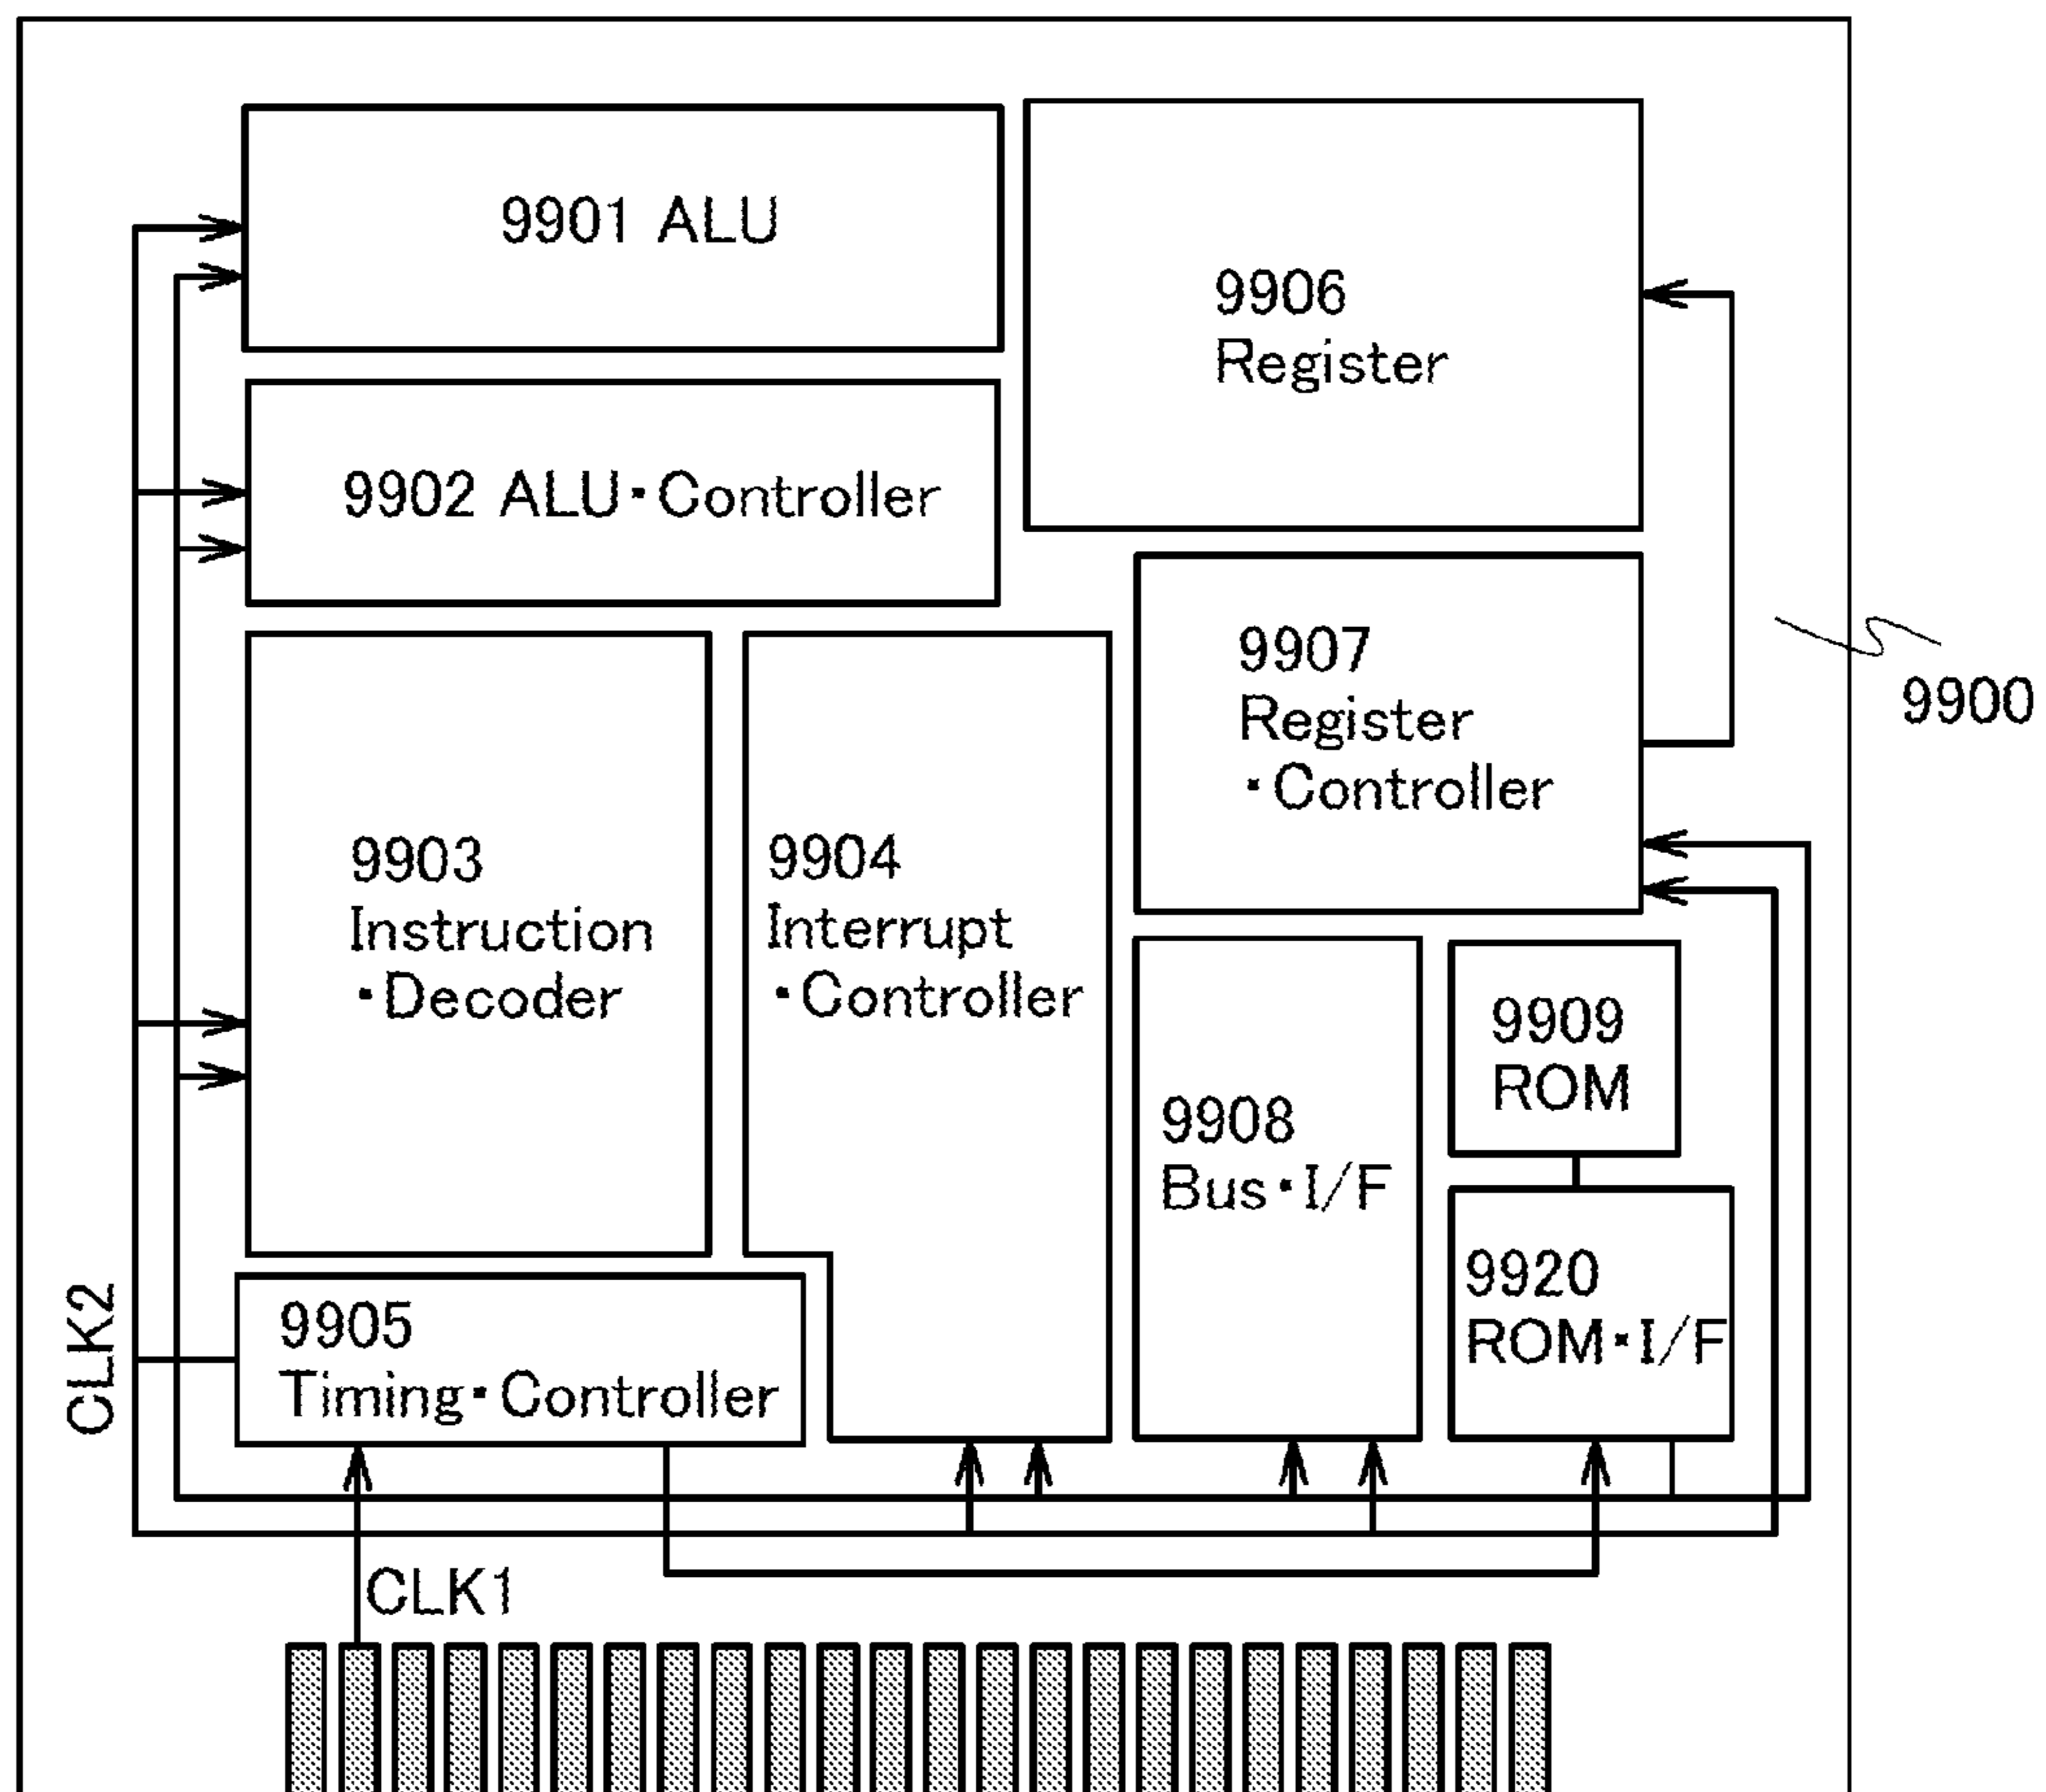 9901 ALU
9906
Register
9902 ALU・Controller
9907
Register
・Controller
9900
9903
Instruction
・Decoder
9904
Interrupt
・Controller
9909
ROM
9908
Bus・I/F
9920
ROM・I/F
9905
Timing・Controller
CLK2
CLK1